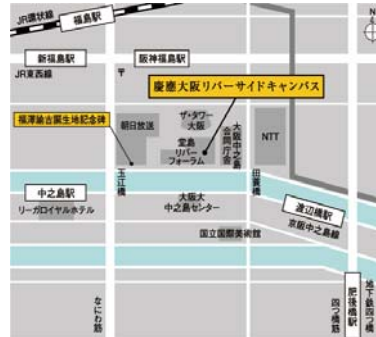 JR環状線
福島駅
N
新福島駅
阪神福島駅
JR東西線
〒
慶應大阪リバーサイドキャンパス
福澤諭吉誕生地記念碑
朝日放送
ザ・タワー
大阪
堂島
リバー
フォーラム
大阪中之島
合同庁舎
NTT
玉江橋
田蓑橋
中之島駅
リーガロイヤルホテル
大阪大
中之島センター
渡辺橋駅
京阪中之島線
国立国際美術館
なにわ筋
四つ橋筋
肥後橋駅
地下鉄四つ橋